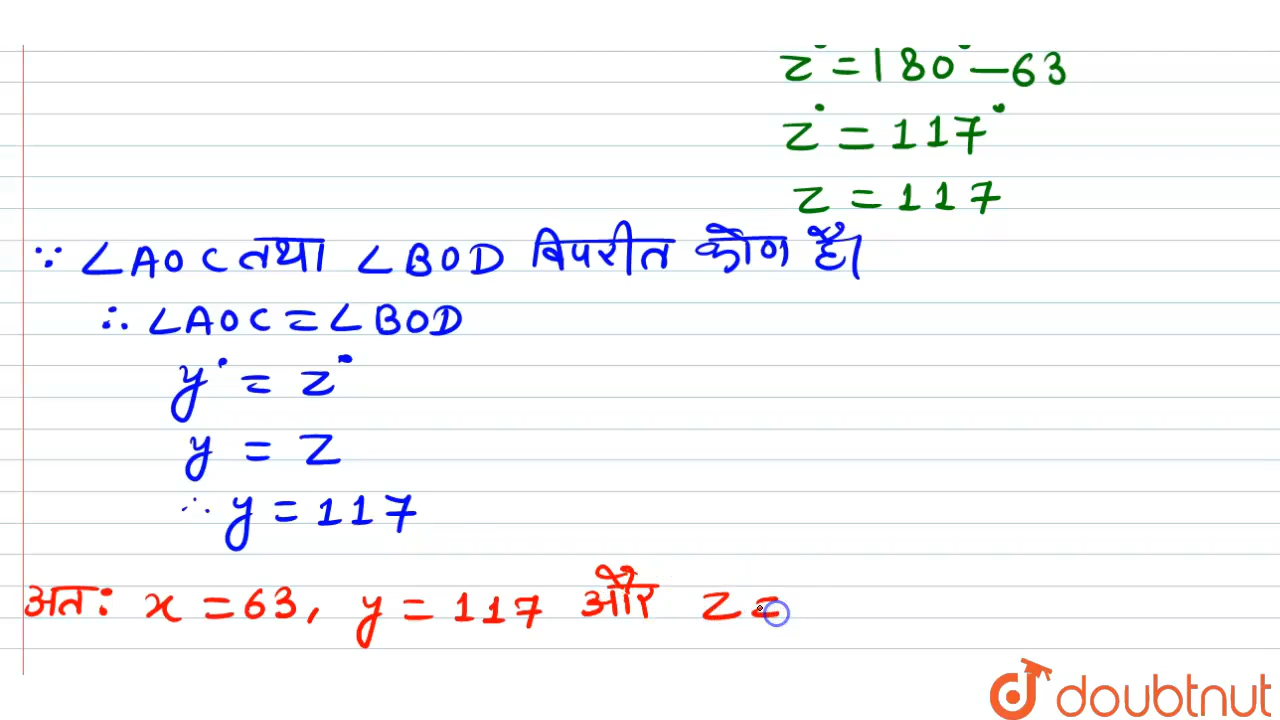 z° = 180° - 63
z° = 117°
z = 117
∵ ∠AOC तथा ∠BOD विपरीत कोण हैं।
∴ ∠AOC = ∠BOD
y° = z°
y = z
∴ y = 117
अतः x = 63, y = 117 और z =
doubtnut